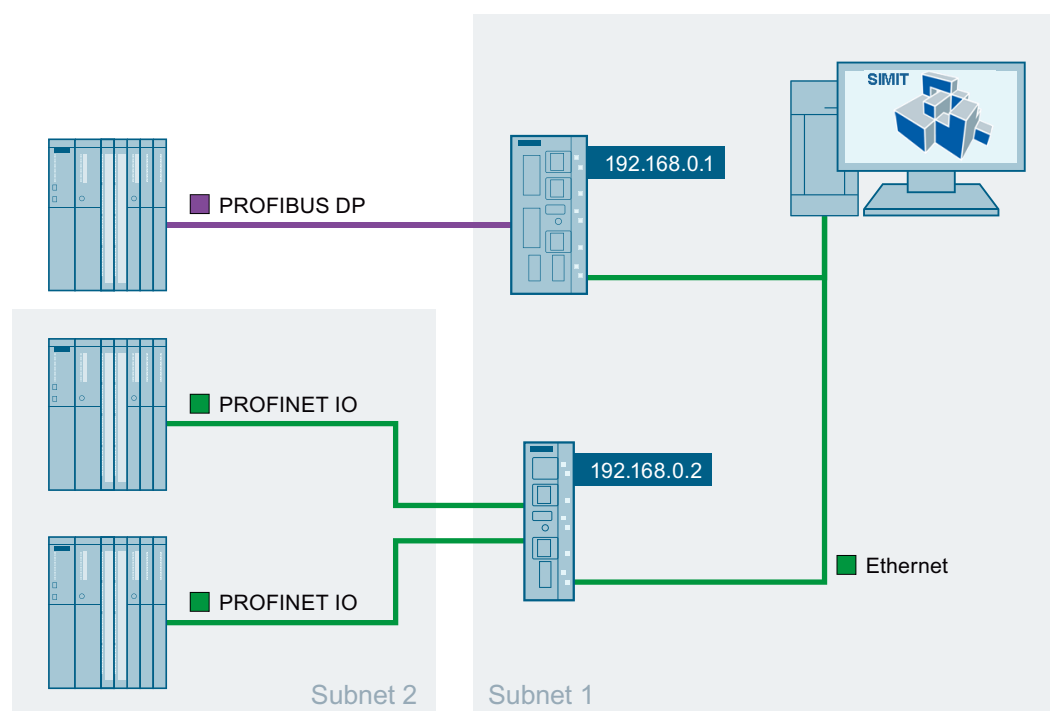 SIMIT
192.168.0.1
PROFIBUS DP
PROFINET IO
192.168.0.2
Ethernet
PROFINET IO
Subnet 2
Subnet 1